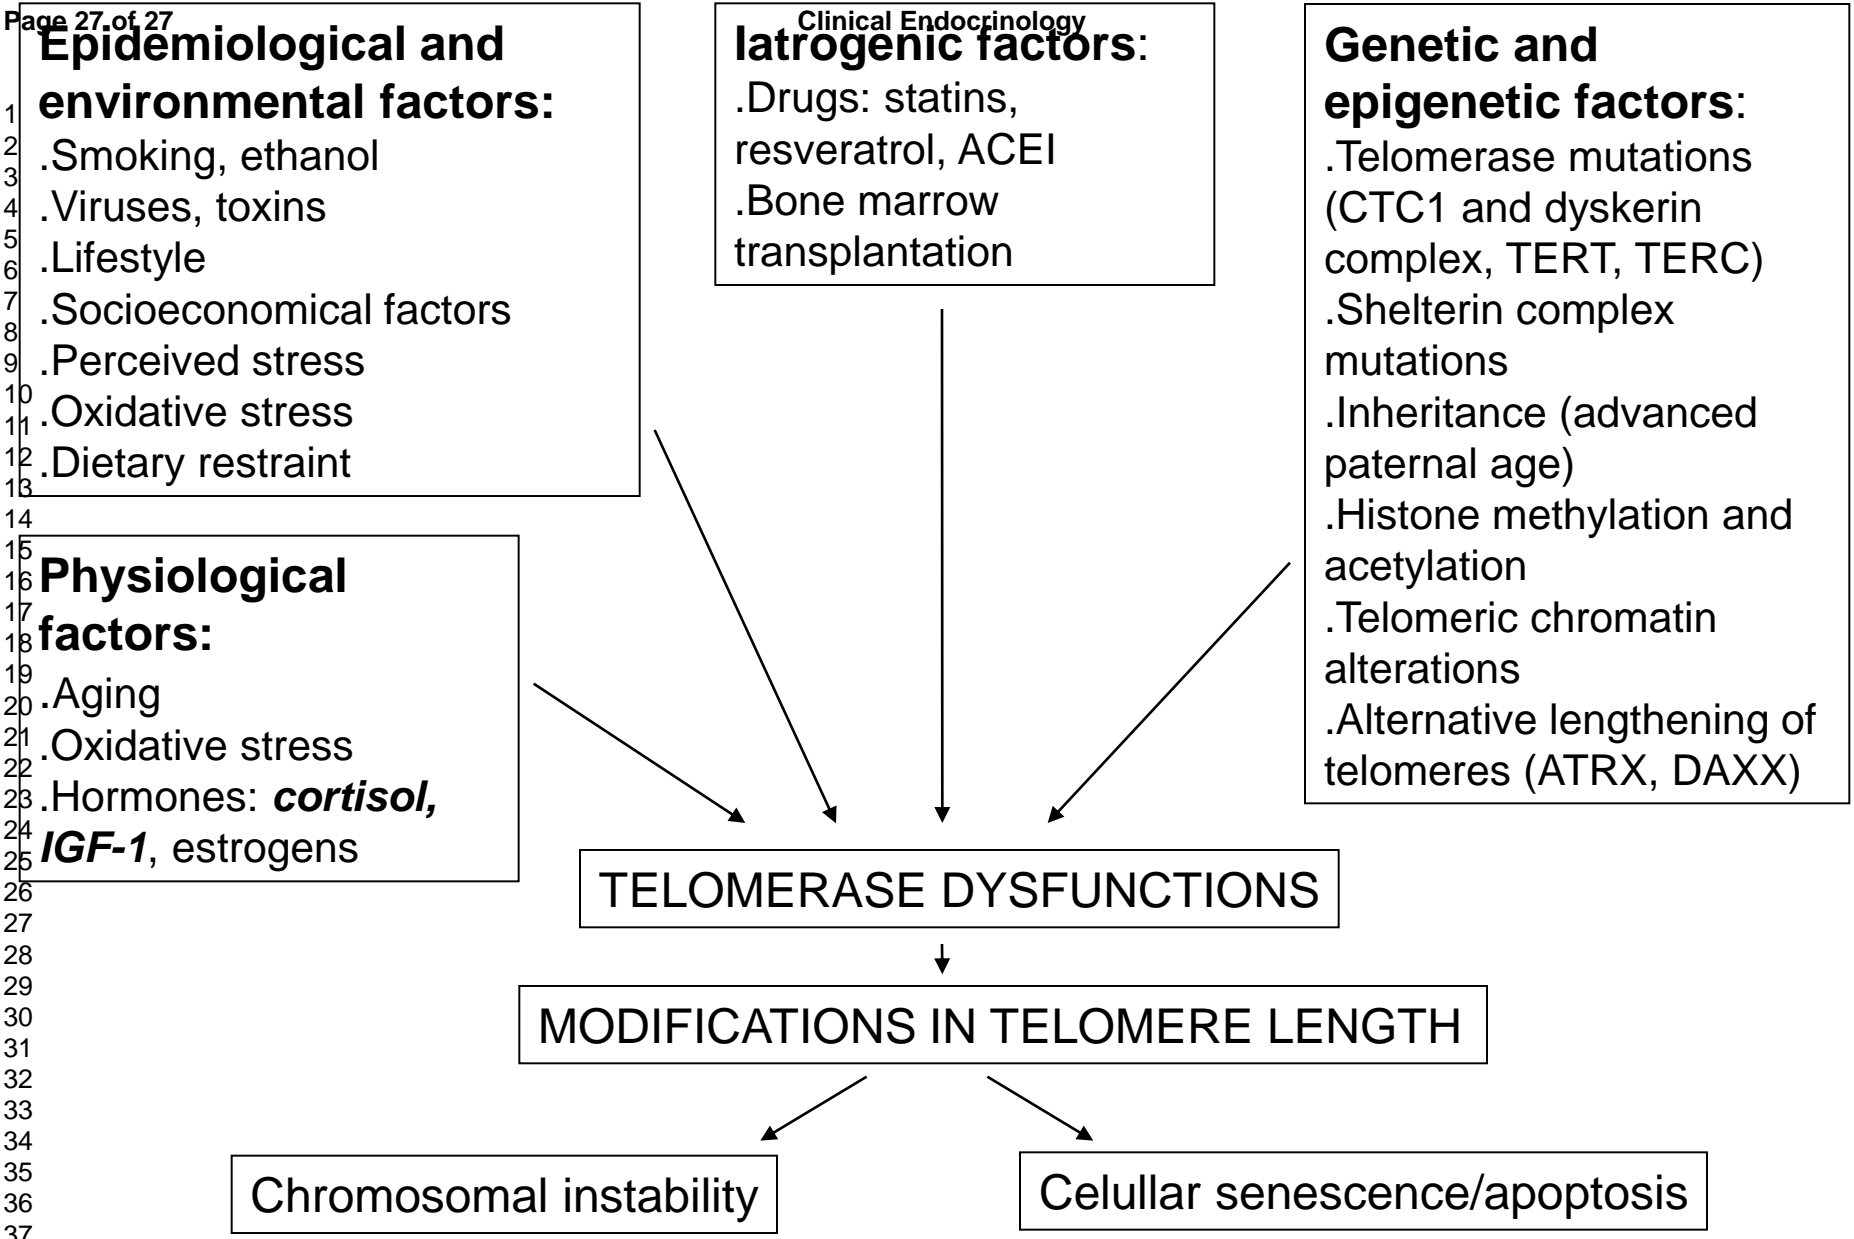 Page 27 of 27
Clinical Endocrinology
Epidemiological and
environmental factors:
.Smoking, ethanol
.Viruses, toxins
.Lifestyle
.Socioeconomical factors
.Perceived stress
.Oxidative stress
.Dietary restraint
Iatrogenic factors:
.Drugs: statins,
resveratrol, ACEI
.Bone marrow
transplantation
Genetic and
epigenetic factors:
.Telomerase mutations
(CTC1 and dyskerin
complex, TERT, TERC)
.Shelterin complex
mutations
.Inheritance (advanced
paternal age)
.Histone methylation and
acetylation
.Telomeric chromatin
alterations
.Alternative lengthening of
telomeres (ATRX, DAXX)
Physiological
factors:
.Aging
.Oxidative stress
.Hormones: cortisol,
IGF-1, estrogens
TELOMERASE DYSFUNCTIONS
MODIFICATIONS IN TELOMERE LENGTH
Chromosomal instability
Celullar senescence/apoptosis
1
2
3
4
5
6
7
8
9
10
11
12
13
14
15
16
17
18
19
20
21
22
23
24
25
26
27
28
29
30
31
32
33
34
35
36
37